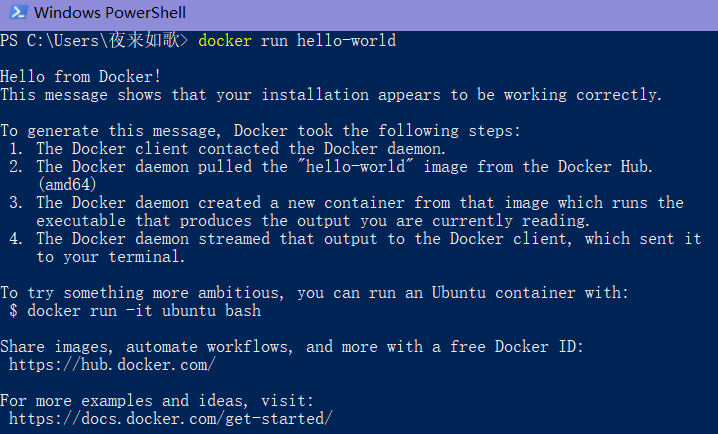 Windows PowerShell
PS C:\Users\夜来如歌> docker run hello-world
Hello from Docker!
This message shows that your installation appears to be working correctly.
To generate this message, Docker took the following steps:
1. The Docker client contacted the Docker daemon.
2. The Docker daemon pulled the "hello-world" image from the Docker Hub.
(amd64)
3. The Docker daemon created a new container from that image which runs the
executable that produces the output you are currently reading.
4. The Docker daemon streamed that output to the Docker client, which sent it
to your terminal.
To try something more ambitious, you can run an Ubuntu container with:
$ docker run -it ubuntu bash
Share images, automate workflows, and more with a free Docker ID:
https://hub.docker.com/
For more examples and ideas, visit:
https://docs.docker.com/get-started/